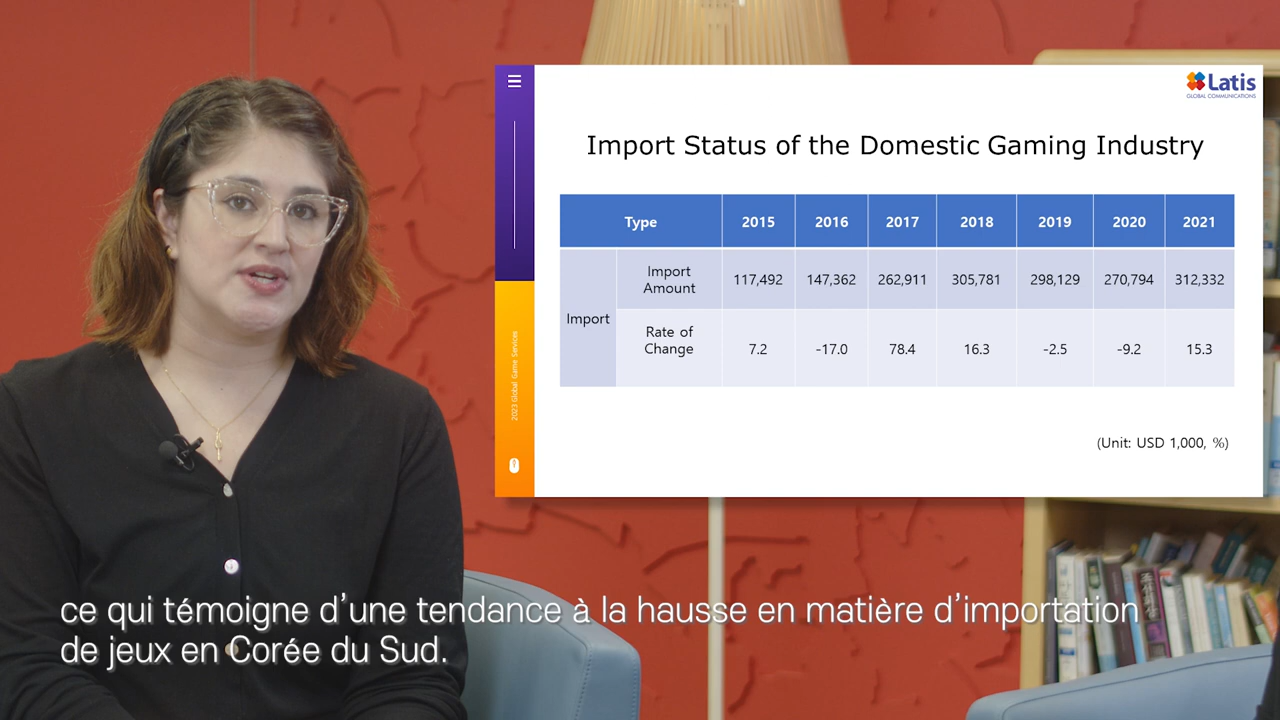 Latis
GLOBAL COMMUNICATIONS
Import Status of the Domestic Gaming Industry
Type 2015 2016 2017 2018 2019 2020 2021
Import
Import Amount 117,492 147,362 262,911 305,781 298,129 270,794 312,332
Rate of Change 7.2 -17.0 78.4 16.3 -2.5 -9.2 15.3
(Unit: USD 1,000, %)
2023 Global Game Services
ce qui témoigne d'une tendance à la hausse en matière d'importation
de jeux en Corée du Sud.